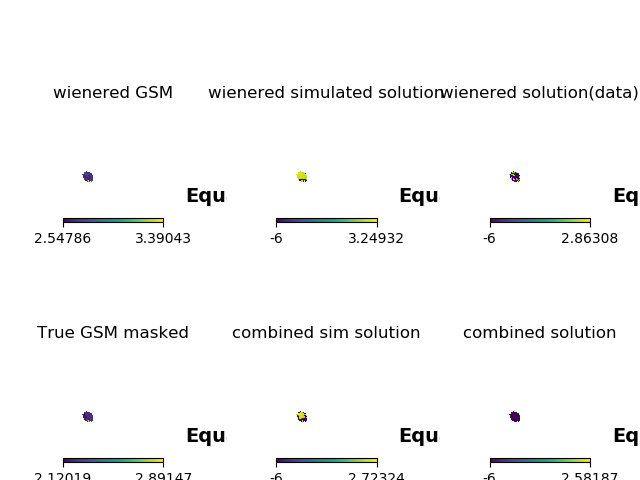 wienered GSM wienered simulated solution wienered solution(data)
Equ Equ Eq
2.54786 3.39043 -6 3.24932 -6 2.86308
True GSM masked combined sim solution combined solution
Equ Equ Eq
2.12019 2.89147 -6 2.72324 -6 2.58187